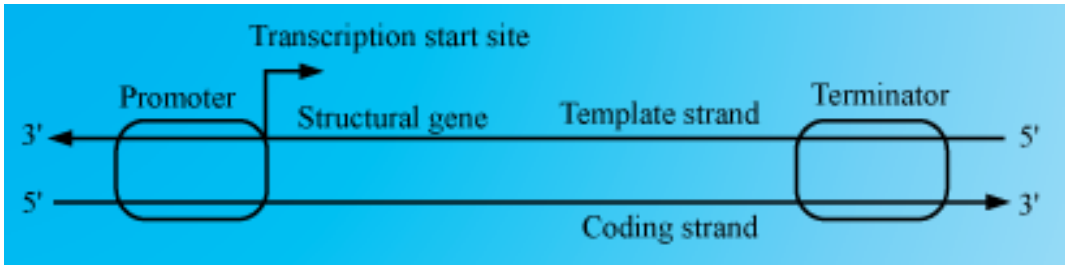 Transcription start site
Promoter
Structural gene
Template strand
Terminator
3'
5'
5'
3'
Coding strand